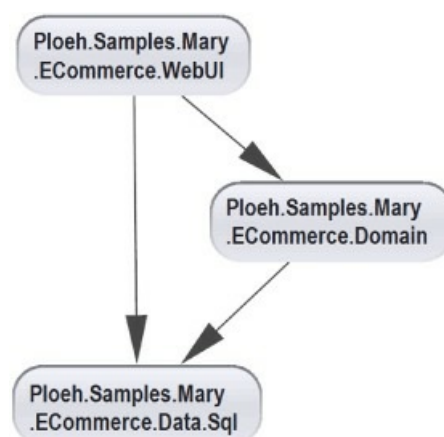 Ploeh.Samples.Mary
.ECommerce.WebUI
Ploeh.Samples.Mary
.ECommerce.Domain
Ploeh.Samples.Mary
.ECommerce.Data.Sql